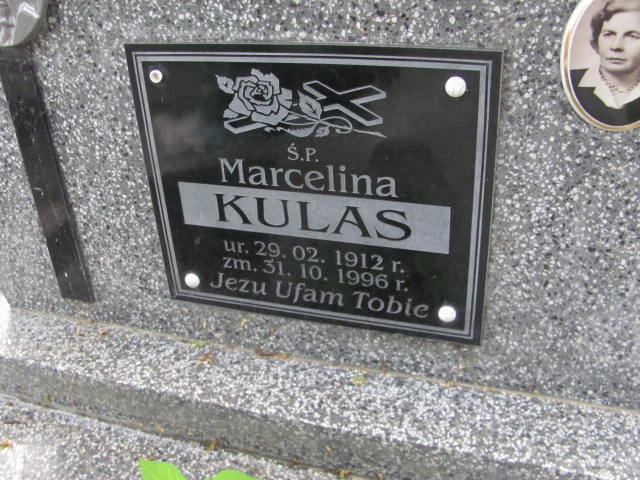 Ś.P.
Marcelina
KULAS
ur. 29. 02. 1912 r.
zm. 31. 10. 1996 r.
Jezu Ufam Tobie